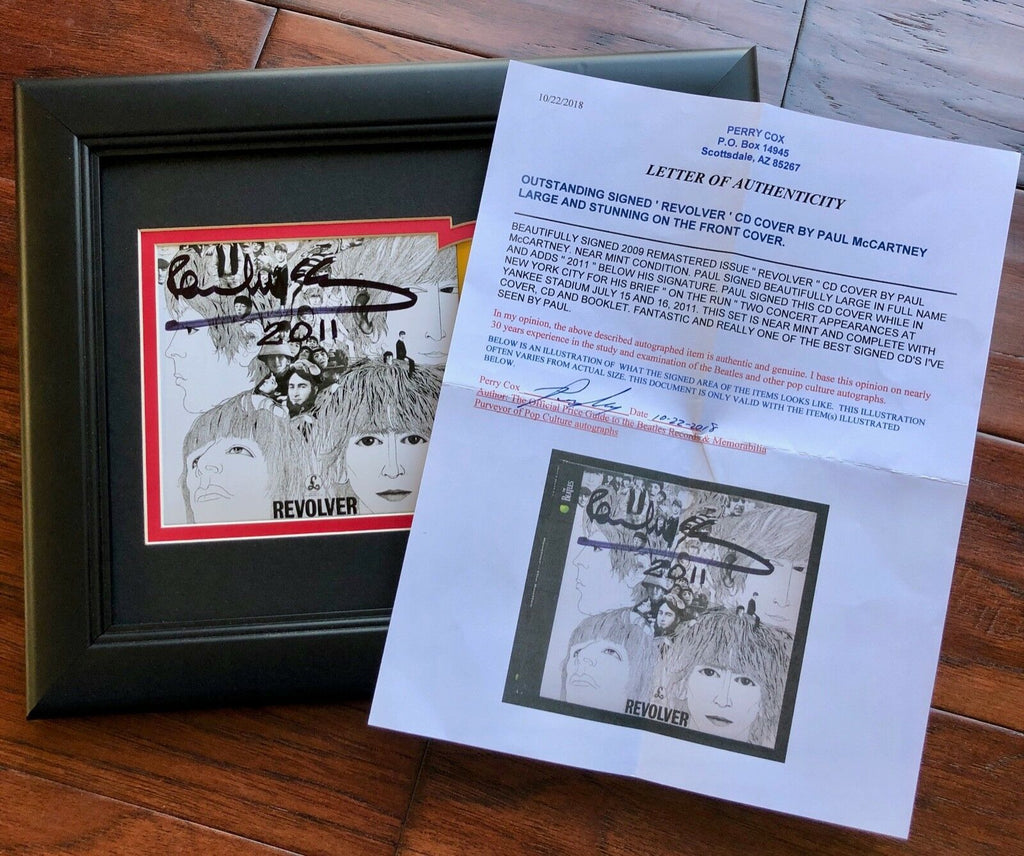 10/22/2018
PERRY COX
P.O. Box 14945
Scottsdale, AZ 85267
LETTER OF AUTHENTICITY
OUTSTANDING SIGNED ' REVOLVER ' CD COVER BY PAUL McCARTNEY
LARGE AND STUNNING ON THE FRONT COVER.
BEAUTIFULLY SIGNED 2009 REMASTERED ISSUE " REVOLVER " CD COVER BY PAUL
McCARTNEY. NEAR MINT CONDITION. PAUL SIGNED BEAUTIFULLY LARGE IN FULL NAME
AND ADDS " 2011 " BELOW HIS SIGNATURE. PAUL SIGNED THIS CD COVER WHILE IN
NEW YORK CITY FOR HIS BRIEF " ON THE RUN " TWO CONCERT APPEARANCES AT
YANKEE STADIUM JULY 15 AND 16, 2011. THIS SET IS NEAR MINT AND COMPLETE WITH
COVER, CD AND BOOKLET. FANTASTIC AND REALLY ONE OF THE BEST SIGNED CD'S I'VE
SEEN BY PAUL.
In my opinion, the above described autographed item is authentic and genuine. I base this opinion on nearly
30 years experience in the study and examination of the Beatles and other pop culture autographs.
BELOW IS AN ILLUSTRATION OF WHAT THE SIGNED AREA OF THE ITEMS LOOKS LIKE. THIS ILLUSTRATION
OFTEN VARIES FROM ACTUAL SIZE. THIS DOCUMENT IS ONLY VALID WITH THE ITEM(s) ILLUSTRATED
BELOW.
Perry Cox Date 10-22-2018
Author: The Official Price Guide to the Beatles Records & Memorabilia
Purveyor of Pop Culture autographs
2011
REVOLVER
The Beatles
2011
REVOLVER